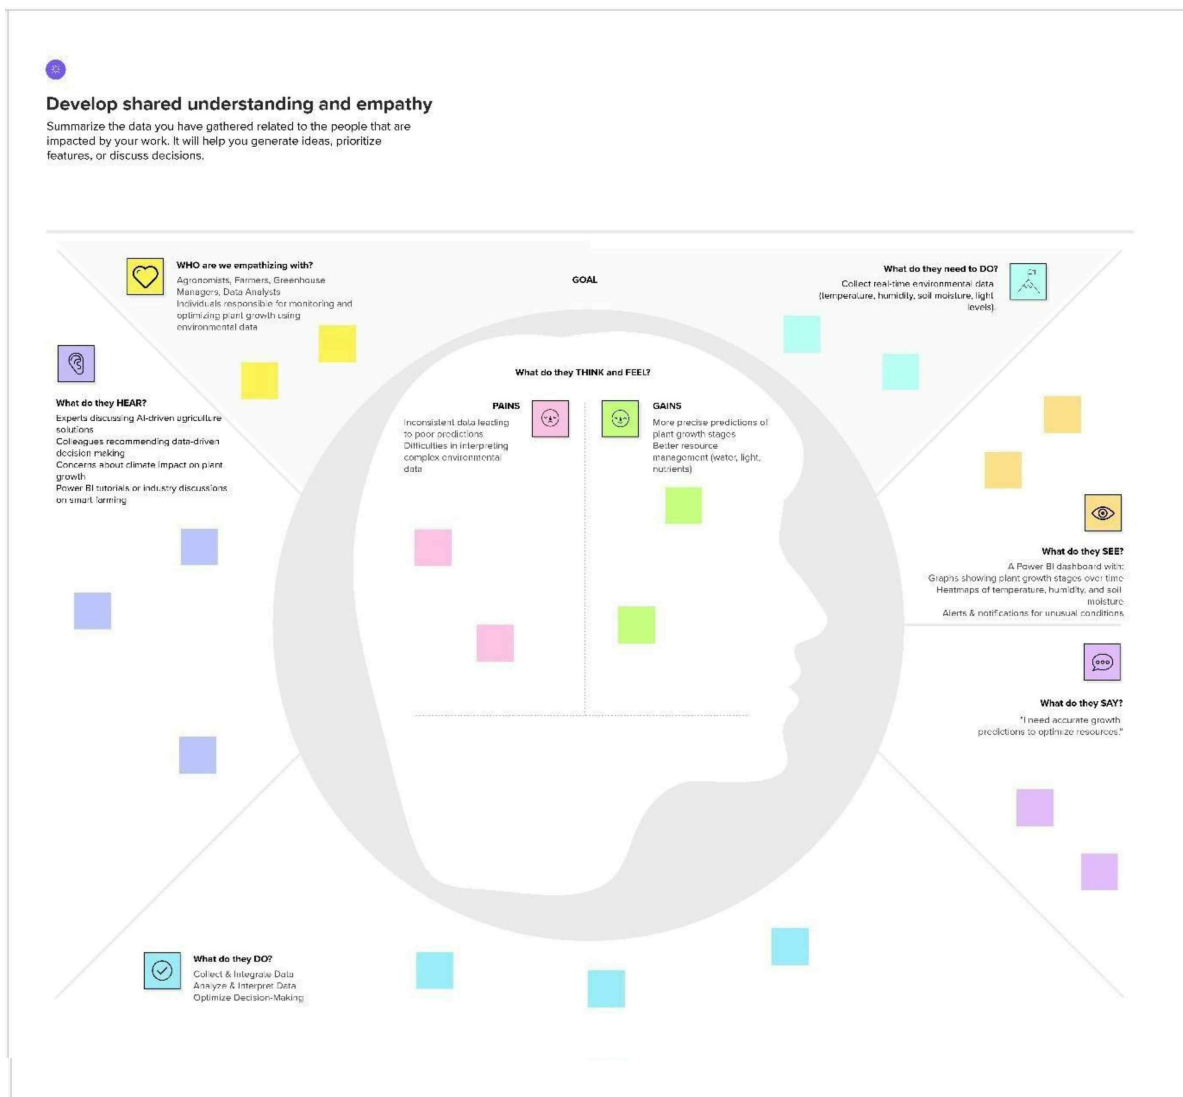 Develop shared understanding and empathy
Summarize the data you have gathered related to the people that are
impacted by your work. It will help you generate ideas, prioritize
features, or discuss decisions.
WHO are we empathizing with?
Agronomists, Farmers, Greenhouse
Managers, Data Analysts
Individuals responsible for monitoring and
optimizing plant growth using
environmental data
GOAL
What do they need to DO?
Collect real-time environmental data
(temperature, humidity, soil moisture, light
levels).
What do they HEAR?
Experts discussing AI-driven agriculture
solutions
Colleagues recommending data-driven
decision making
Concerns about climate impact on plant
growth
Power BI tutorials or industry discussions
on smart farming
What do they THINK and FEEL?
PAINS
Inconsistent data leading
to poor predictions
Difficulties in interpreting
complex environmental
data
GAINS
More precise predictions of
plant growth stages
Better resource
management (water, light,
nutrients)
What do they SEE?
A Power BI dashboard with:
Graphs showing plant growth stages over time
Heatmaps of temperature, humidity, and soil
moisture
Alerts & notifications for unusual conditions
What do they SAY?
"I need accurate growth
predictions to optimize resources."
What do they DO?
Collect & Integrate Data
Analyze & Interpret Data
Optimize Decision-Making